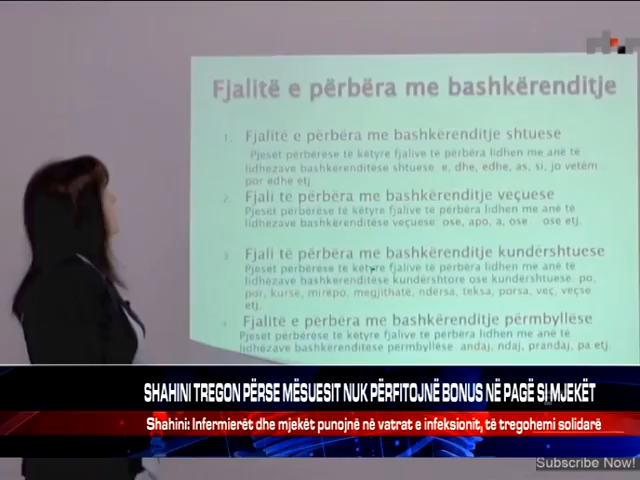 Fjalitë e përbëra me bashkërenditje
1. Fjalitë e përbëra me bashkërenditje shtuese
Pjesët përbërëse të këtyre fjalive të përbëra lidhen me anë të
lidhëzave bashkërenditëse shtuese e, dhe, edhe, as, si, jo vetëm
por edhe etj
2. Fjali të përbëra me bashkërenditje veçuese
Pjesët përbërëse të këtyre fjalive të përbëra lidhen me anë të
lidhëzave bashkërenditëse veçuese ose, apo, a, ose ose etj.
3. Fjali të përbëra me bashkërenditje kundërshtuese
Pjesët përbërëse të këtyre fjalive të përbëra lidhen me anë të
lidhëzave bashkërenditëse kundërshtore ose kundërshtuese po,
por, kurse, mirëpo, megjithatë, ndërsa, teksa, porsa, veç, veçse
etj.
4. Fjalitë e përbëra me bashkërenditje përmbyllëse
Pjesët përbërëse të këtyre fjalive të përbëra lidhen me anë të
lidhëzave bashkërenditëse përmbyllëse andaj, ndaj, prandaj, pa etj.
SHAHINI TREGON PËRSE MËSUESIT NUK PËRFITOJNË BONUS NË PAGË SI MJEKËT
Shahini: Infermierët dhe mjekët punojnë në vatrat e infeksionit, të tregohemi solidarë
Subscribe Now!